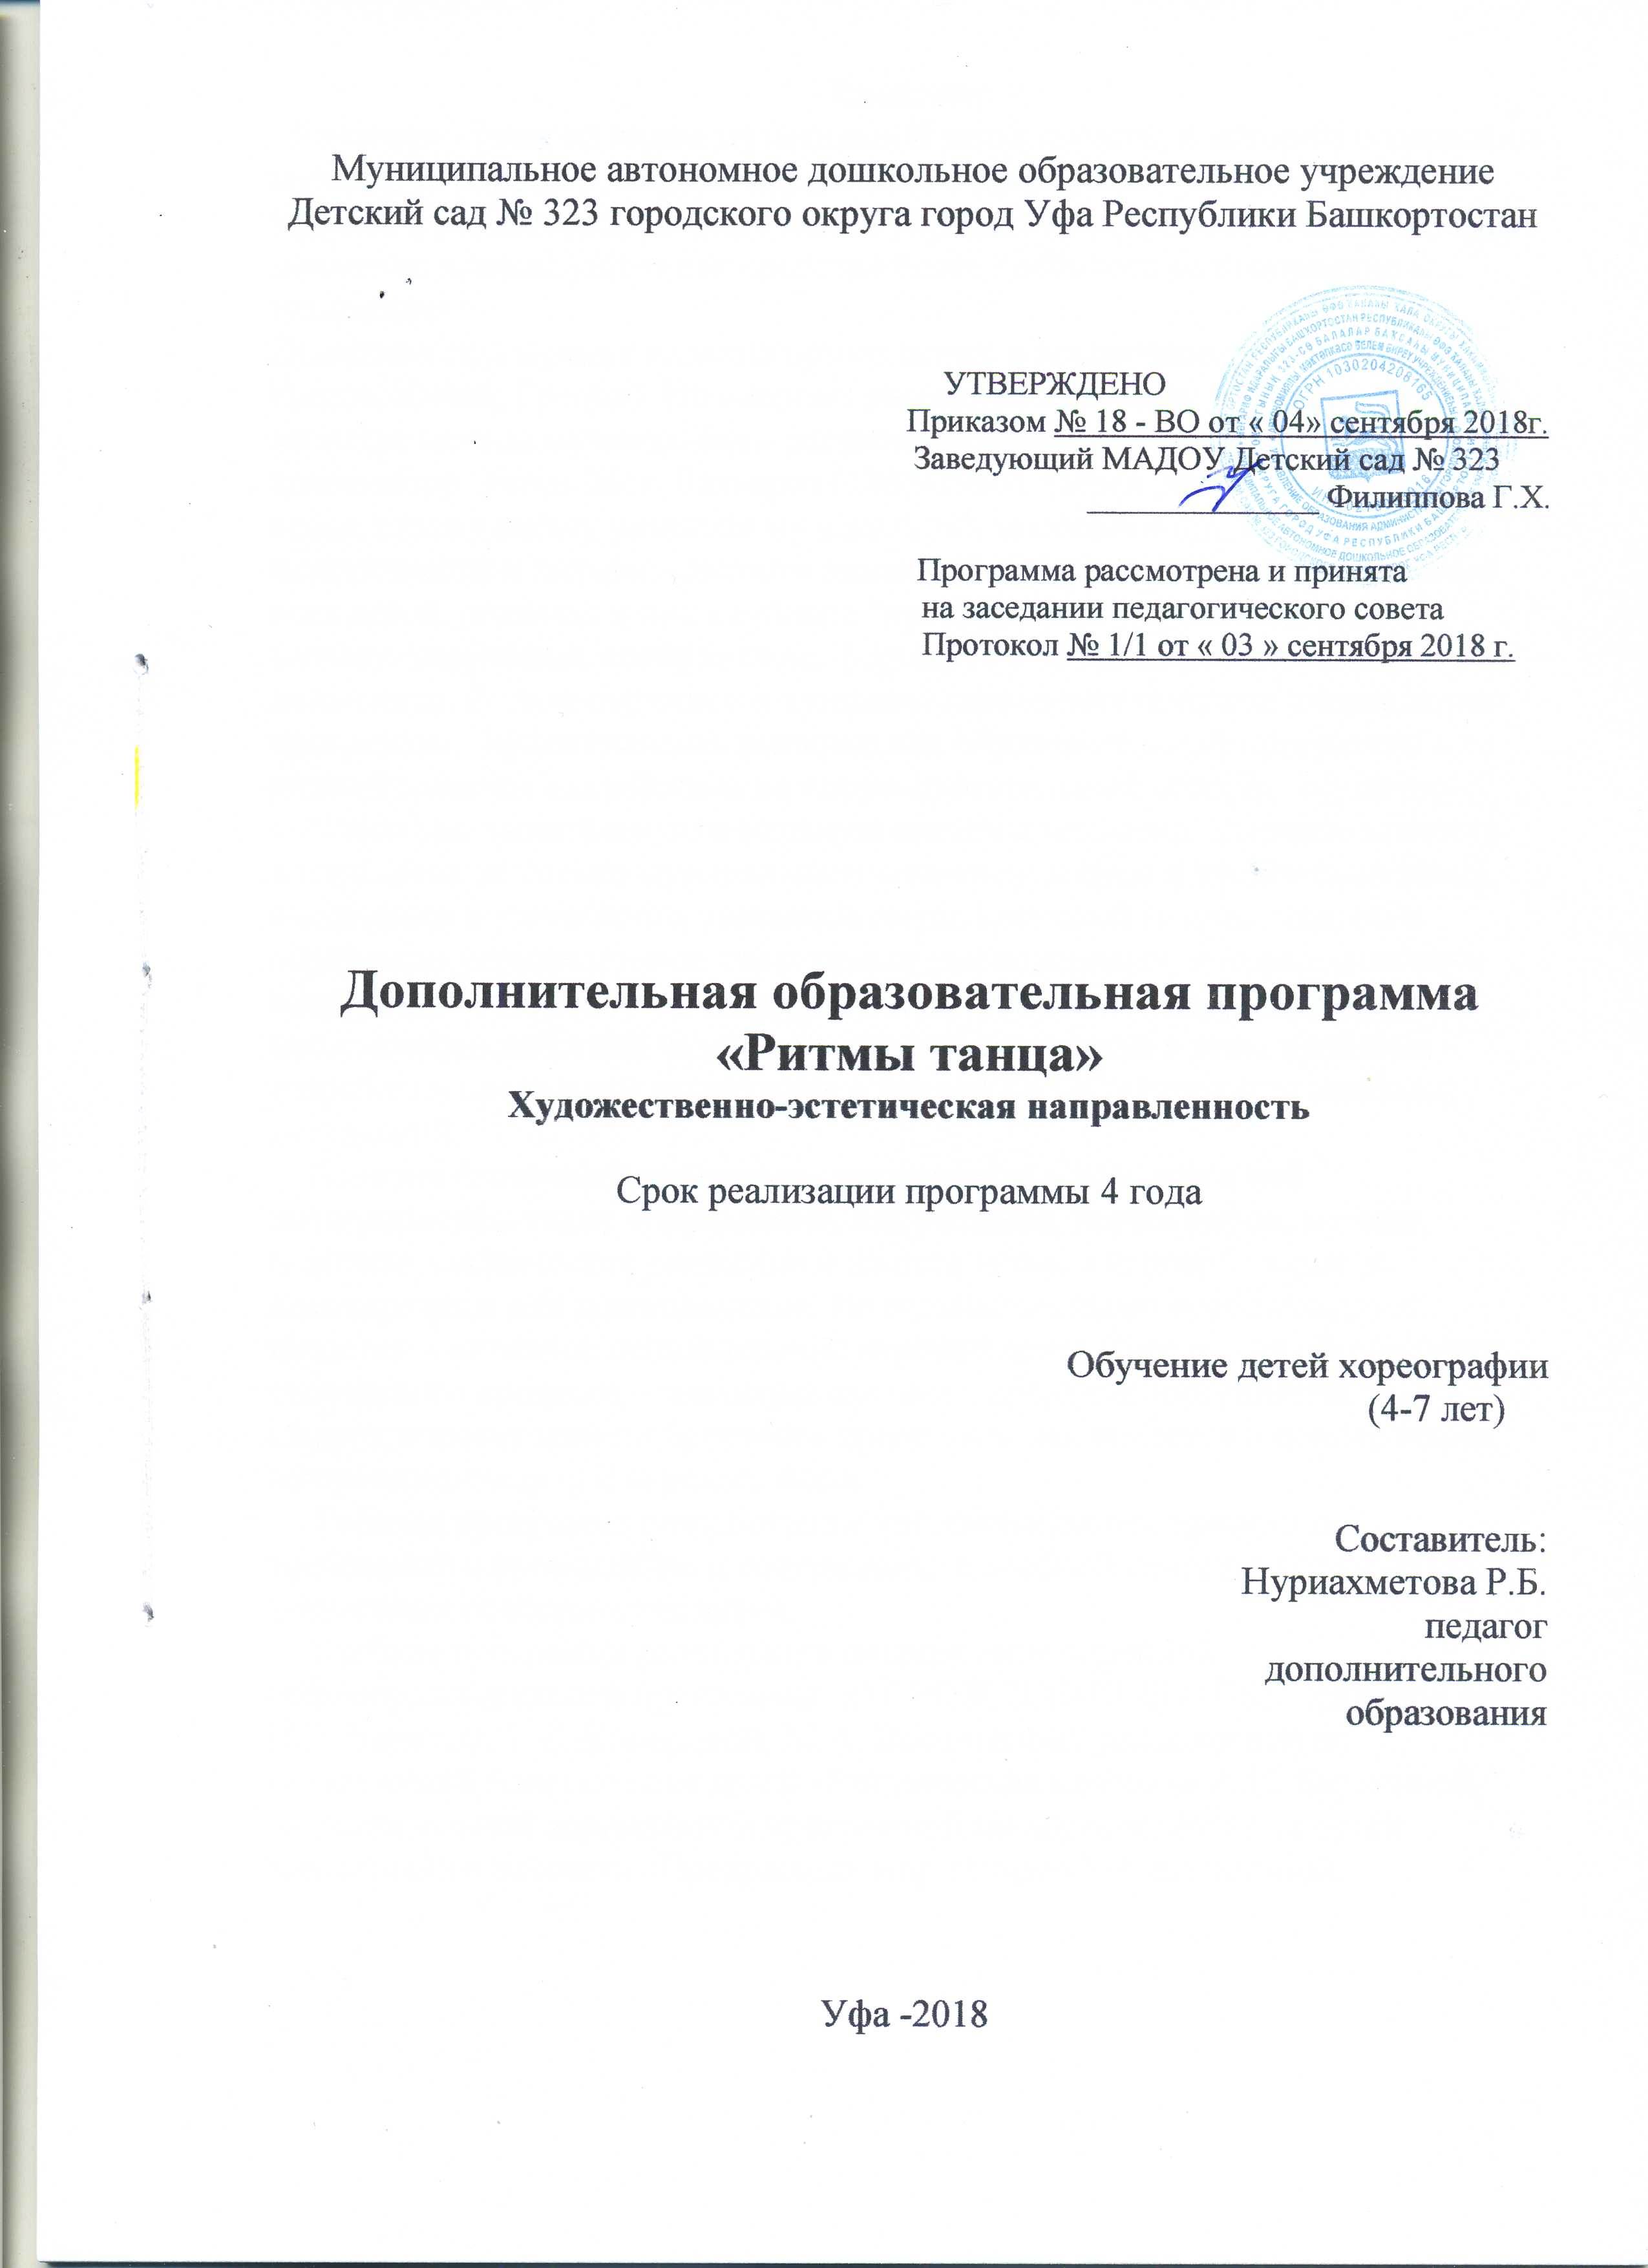 Муниципальное автономное дошкольное образовательное учреждение
Детский сад № 323 городского округа город Уфа Республики Башкортостан
УТВЕРЖДЕНО
Приказом № 18 - ВО от « 04» сентября 2018г.
Заведующий МАДОУ Детский сад № 323
Филиппова Г.Х.
ОГРН 1030204206165
Программа рассмотрена и принята
на заседании педагогического совета
Протокол № 1/1 от « 03 » сентября 2018 г.
Дополнительная образовательная программа
«Ритмы танца»
Художественно-эстетическая направленность
Срок реализации программы 4 года
Обучение детей хореографии
(4-7 лет)
Составитель:
Нуриахметова Р.Б.
педагог
дополнительного
образования
Уфа -2018